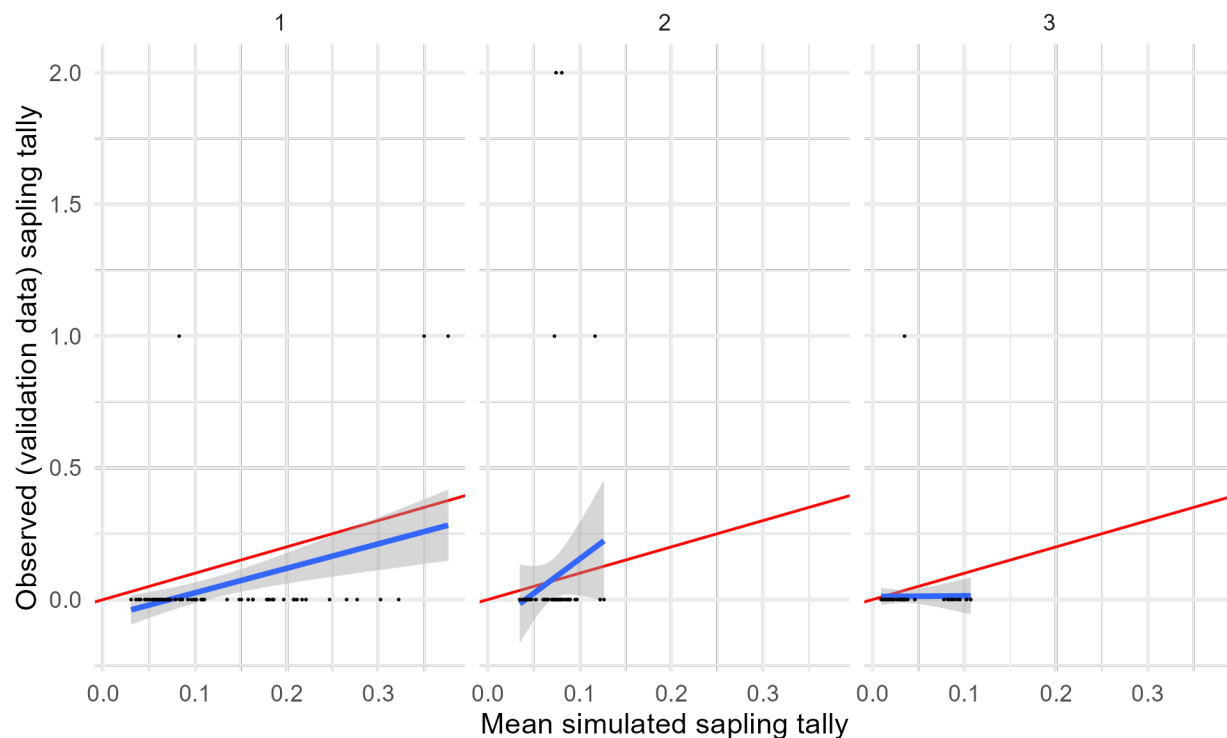 1 2 3
Observed (validation data) sapling tally
2.0
1.5
1.0
0.5
0.0
0.0 0.1 0.2 0.3 0.0 0.1 0.2 0.3 0.0 0.1 0.2 0.3
Mean simulated sapling tally